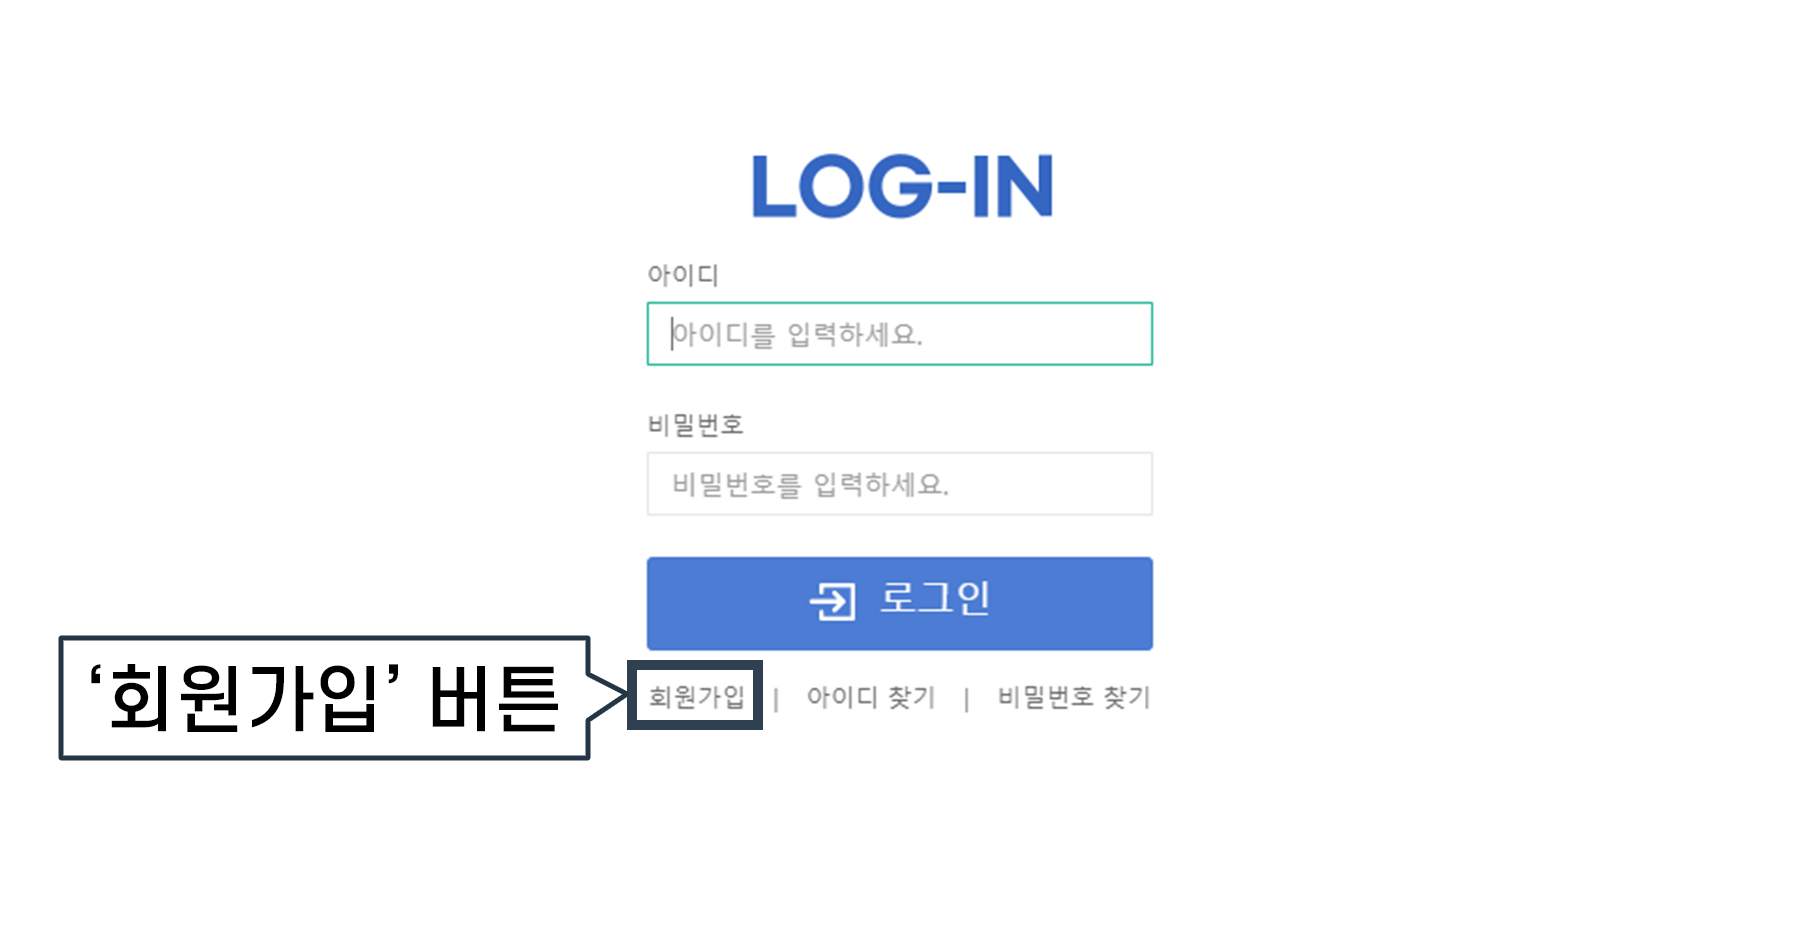 LOG-IN
아이디
아이디를 입력하세요.
비밀번호
비밀번호를 입력하세요.
로그인
‘회원가입’ 버튼
회원가입 | 아이디 찾기 | 비밀번호 찾기